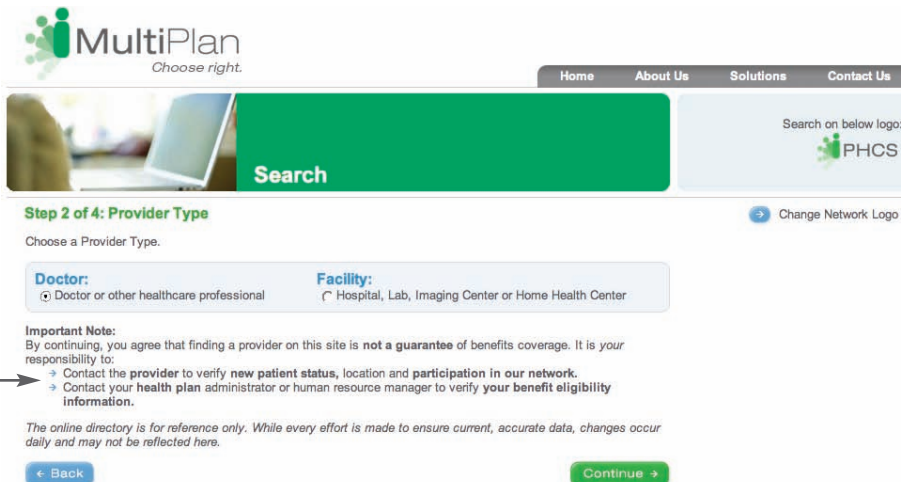 MultiPlan
Choose right.
Home About Us Solutions Contact Us
Search
Search on below logo:
PHCS
Step 2 of 4: Provider Type
Change Network Logo
Choose a Provider Type.
Doctor: Facility:
Doctor or other healthcare professional Hospital, Lab, Imaging Center or Home Health Center
Important Note:
By continuing, you agree that finding a provider on this site is not a guarantee of benefits coverage. It is your
responsibility to:
Contact the provider to verify new patient status, location and participation in our network.
Contact your health plan administrator or human resource manager to verify your benefit eligibility
information.
The online directory is for reference only. While every effort is made to ensure current, accurate data, changes occur
daily and may not be reflected here.
Back Continue